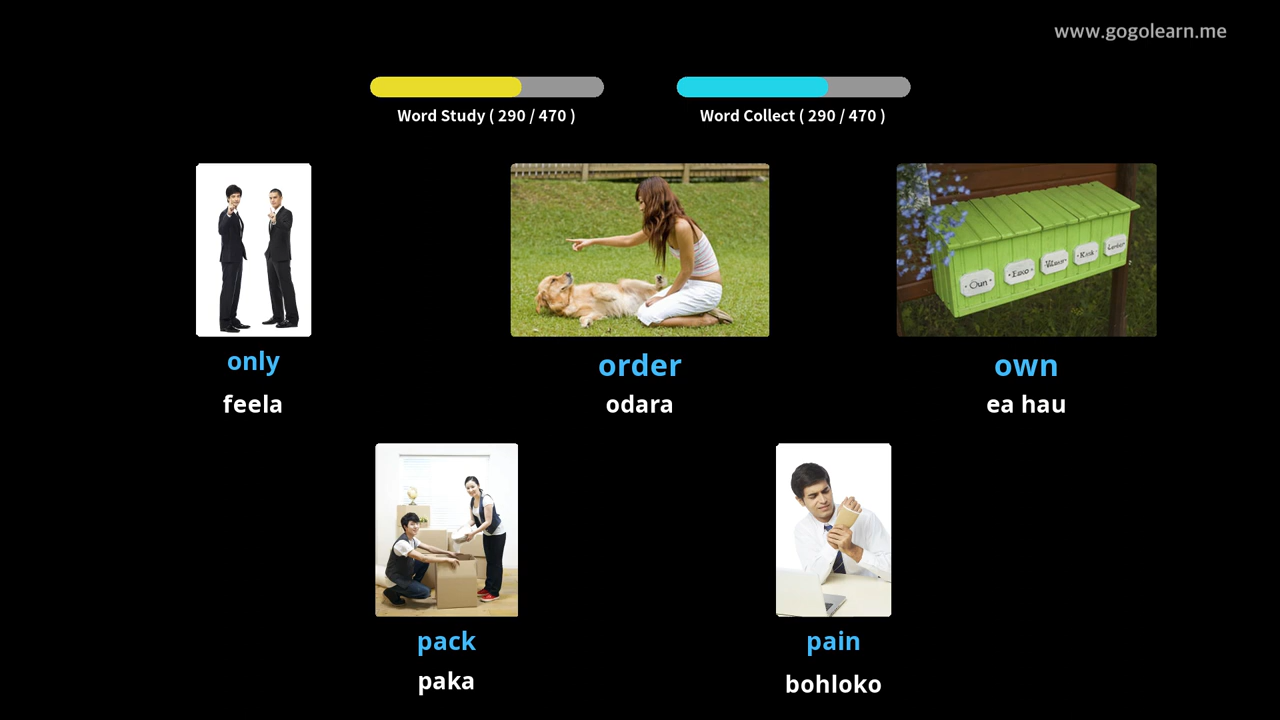 www.gogolearn.me
Word Study ( 290 / 470 )
Word Collect ( 290 / 470 )
only
feela
order
odara
own
ea hau
pack
paka
pain
bohloko